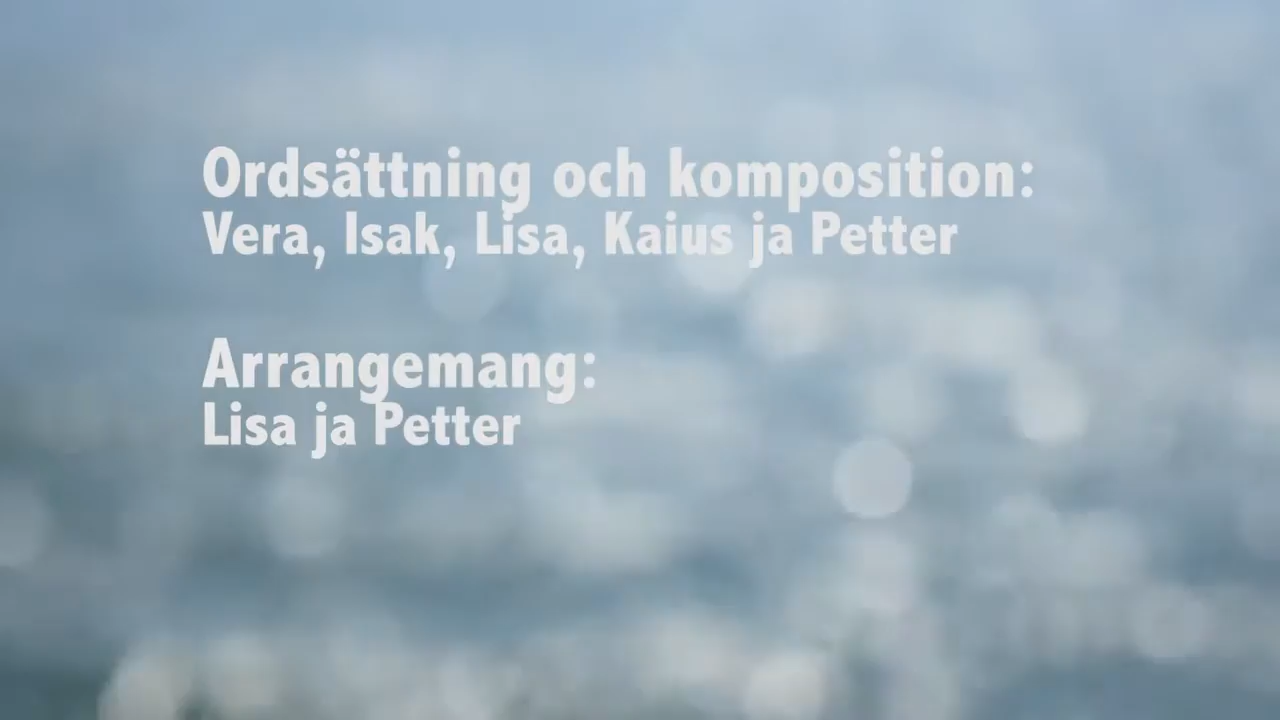 Ordsättning och komposition:
Vera, Isak, Lisa, Kaius ja Petter
Arrangemang:
Lisa ja Petter